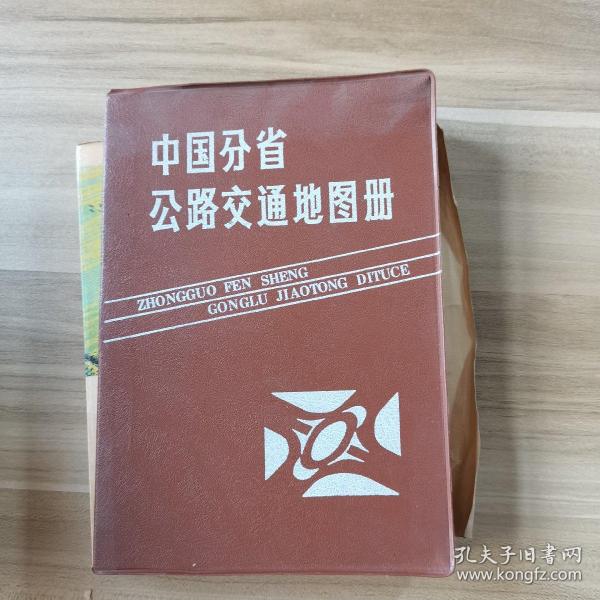 中国分省
公路交通地图册
ZHONGGUO FEN SHENG
GONGLU JIAOTONG DITUCE
孔夫子旧书网
www.kongfz.com